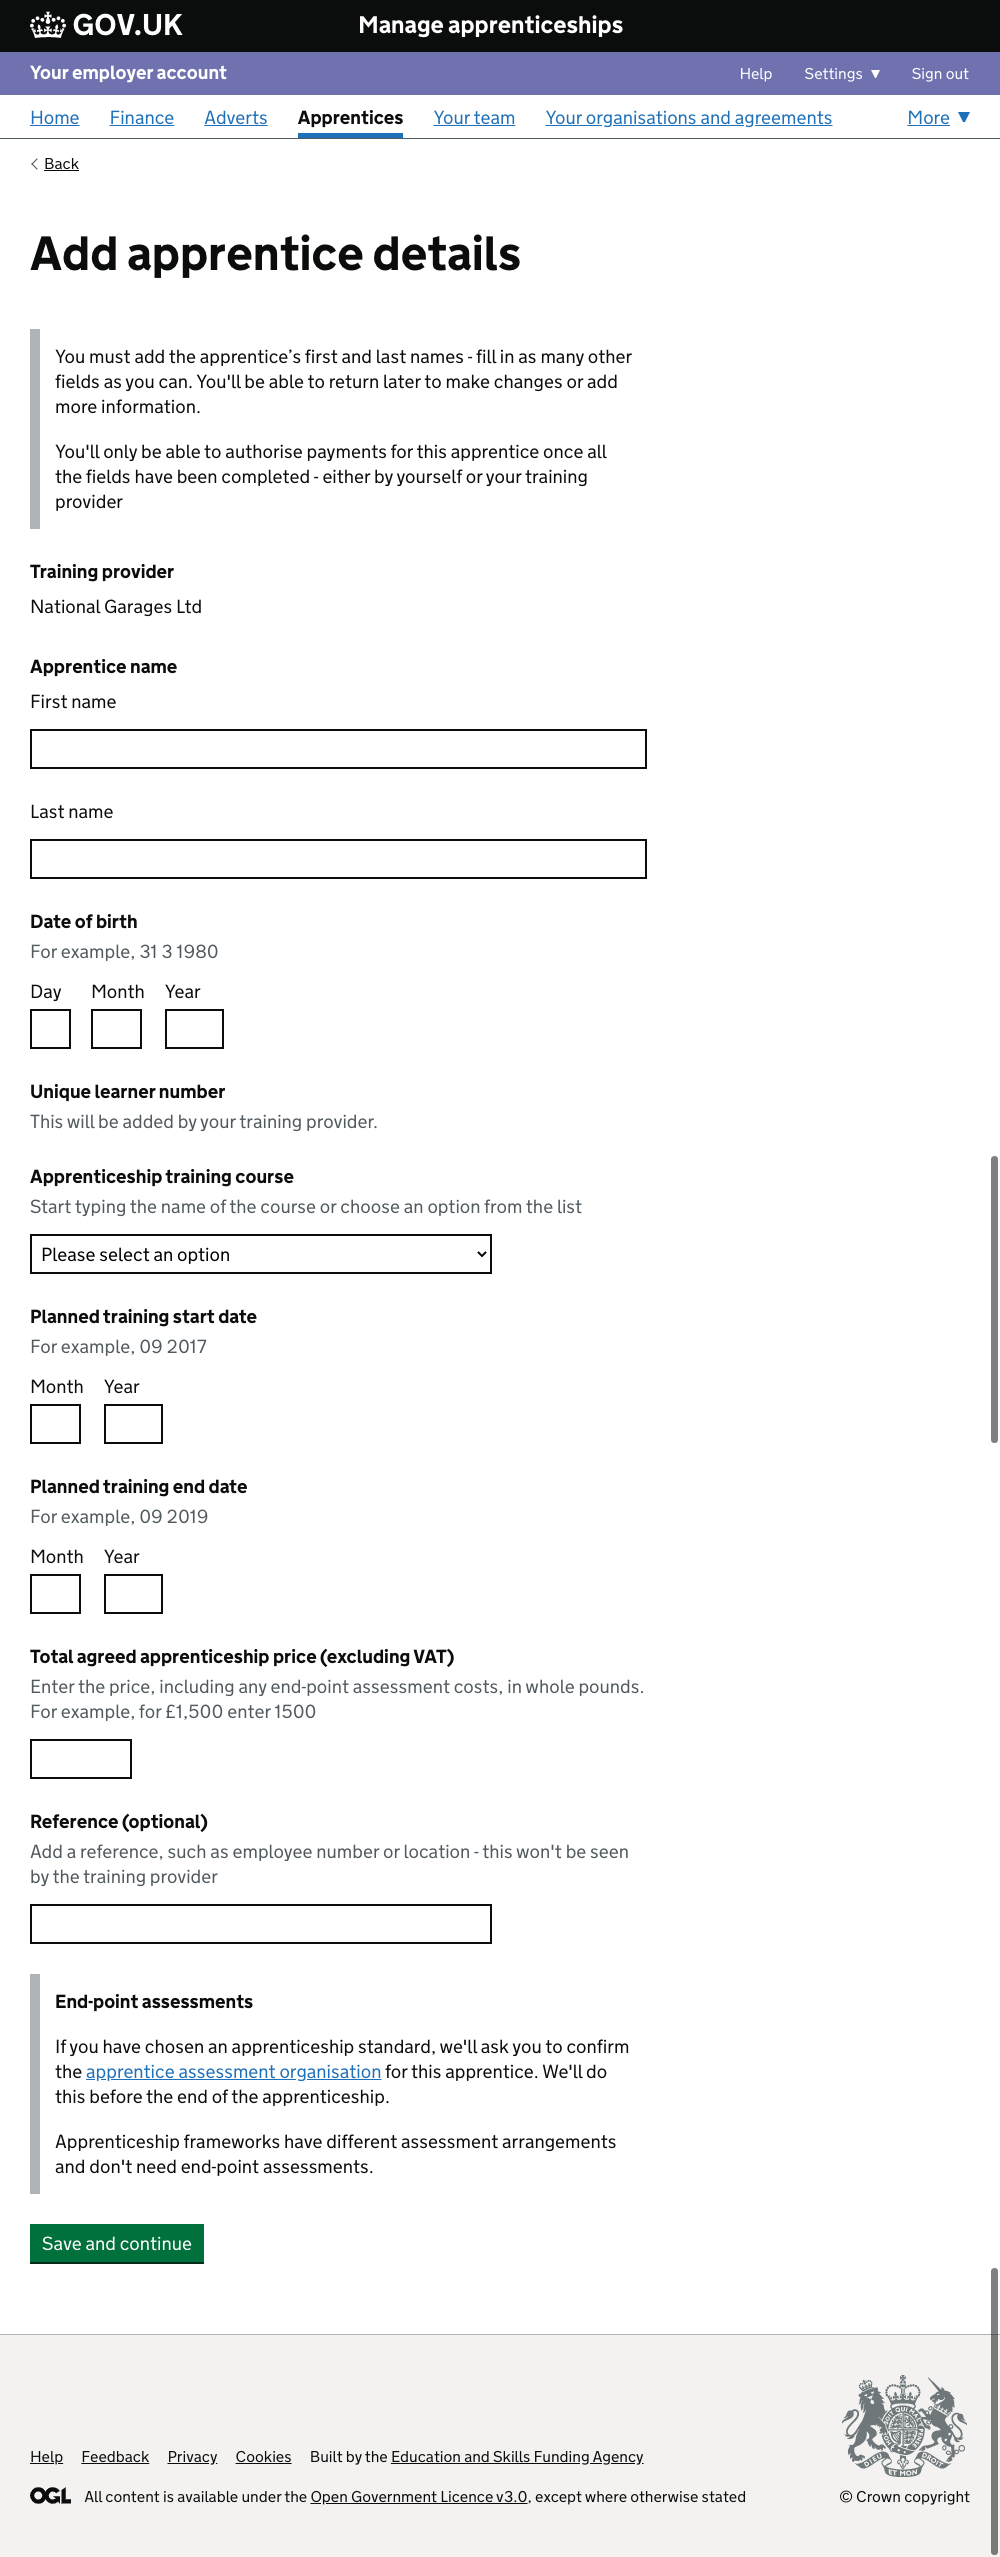 GOV.UK
Manage apprenticeships
Your employer account
Help
Settings ▼
Sign out
Home
Finance
Adverts
Apprentices
Your team
Your organisations and agreements
More ▼
Back
Add apprentice details
You must add the apprentice’s first and last names - fill in as many other
fields as you can. You'll be able to return later to make changes or add
more information.
You'll only be able to authorise payments for this apprentice once all
the fields have been completed - either by yourself or your training
provider
Training provider
National Garages Ltd
Apprentice name
First name
Last name
Date of birth
For example, 31 3 1980
Day Month Year
Unique learner number
This will be added by your training provider.
Apprenticeship training course
Start typing the name of the course or choose an option from the list
Please select an option
Planned training start date
For example, 09 2017
Month Year
Planned training end date
For example, 09 2019
Month Year
Total agreed apprenticeship price (excluding VAT)
Enter the price, including any end-point assessment costs, in whole pounds.
For example, for £1,500 enter 1500
Reference (optional)
Add a reference, such as employee number or location - this won't be seen
by the training provider
End-point assessments
If you have chosen an apprenticeship standard, we'll ask you to confirm
the apprentice assessment organisation for this apprentice. We'll do
this before the end of the apprenticeship.
Apprenticeship frameworks have different assessment arrangements
and don't need end-point assessments.
Save and continue
Help Feedback Privacy Cookies Built by the Education and Skills Funding Agency
OGL All content is available under the Open Government Licence v3.0, except where otherwise stated
DIEU ET MON DROIT
© Crown copyright